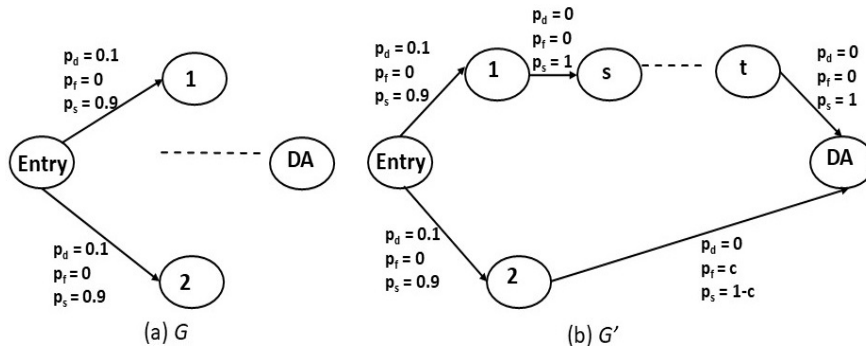 p_d = 0.1
p_f = 0
p_s = 0.9
1
Entry
DA
p_d = 0.1
p_f = 0
p_s = 0.9
2
(a) G
p_d = 0.1
p_f = 0
p_s = 0.9
1
p_d = 0
p_f = 0
p_s = 1
s
t
p_d = 0
p_f = 0
p_s = 1
Entry
DA
p_d = 0.1
p_f = 0
p_s = 0.9
2
p_d = 0
p_f = c
p_s = 1-c
(b) G'